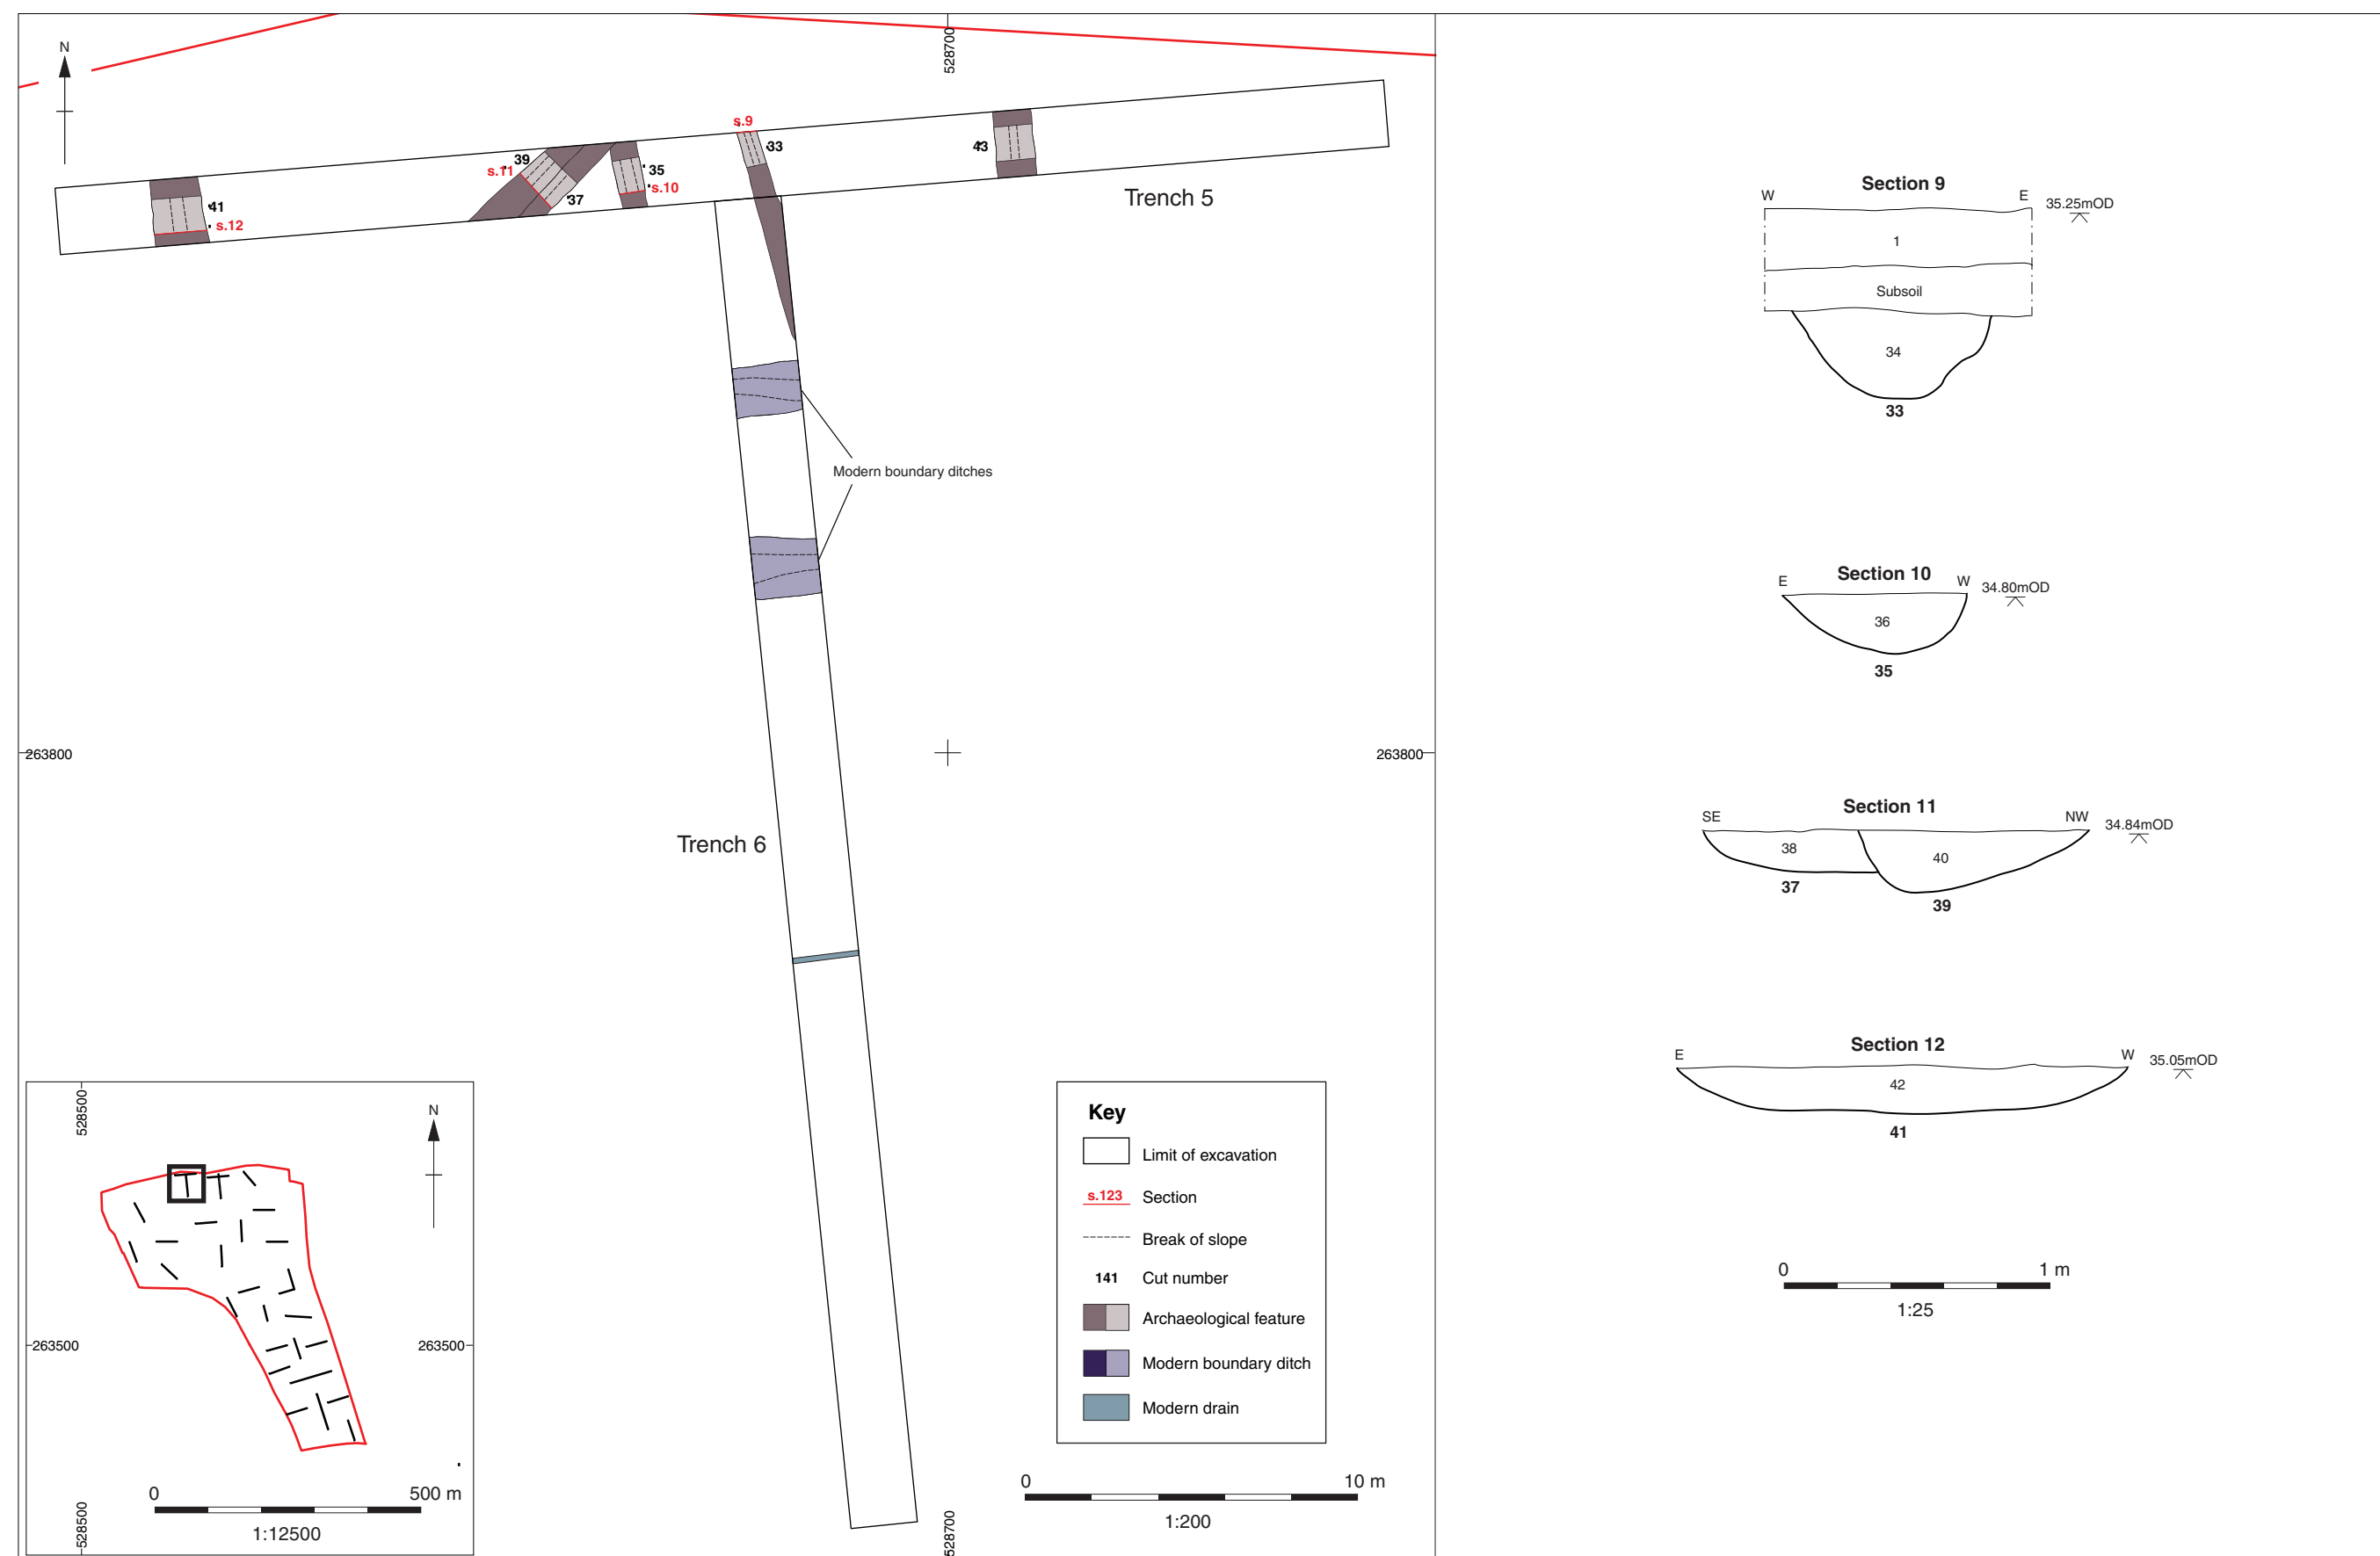 N
528700
s.9
33
39
s.11
37
35
s.10
43
41
s.12
Trench 5
Modern boundary ditches
263800
263800
Trench 6
528500
N
263500
263500
0
500 m
1:12500
528500
Key
Limit of excavation
s.123
Section
Break of slope
141
Cut number
Archaeological feature
Modern boundary ditch
Modern drain
0
10 m
1:200
528700
Section 9
W
E
35.25mOD
1
Subsoil
34
33
Section 10
E
W
34.80mOD
36
35
Section 11
SE
NW
34.84mOD
38
40
37
39
Section 12
E
W
35.05mOD
42
41
0
1 m
1:25